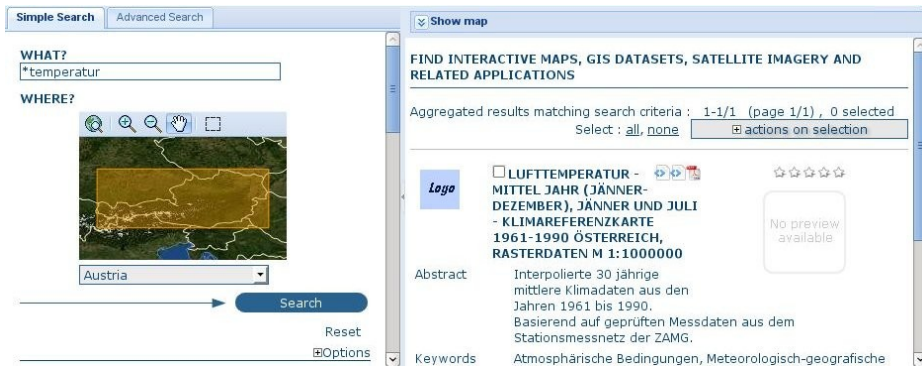 Simple Search Advanced Search
WHAT?
*temperatur
WHERE?
Austria
Search
Reset
Options
Show map
FIND INTERACTIVE MAPS, GIS DATASETS, SATELLITE IMAGERY AND
RELATED APPLICATIONS
Aggregated results matching search criteria : 1-1/1 (page 1/1) , 0 selected
Select : all, none actions on selection
Logo
LUFTTEMPERATUR -
MITTEL JAHR (JÄNNER-
DEZEMBER), JÄNNER UND JULI
- KLIMAREFERENZKARTE
1961-1990 ÖSTERREICH,
RASTERDATEN M 1:1000000
No preview
available
Abstract Interpolierte 30 jährige
mittlere Klimadaten aus den
Jahren 1961 bis 1990.
Basierend auf geprüften Messdaten aus dem
Stationsmessnetz der ZAMG.
Keywords Atmosphärische Bedingungen, Meteorologisch-geografische